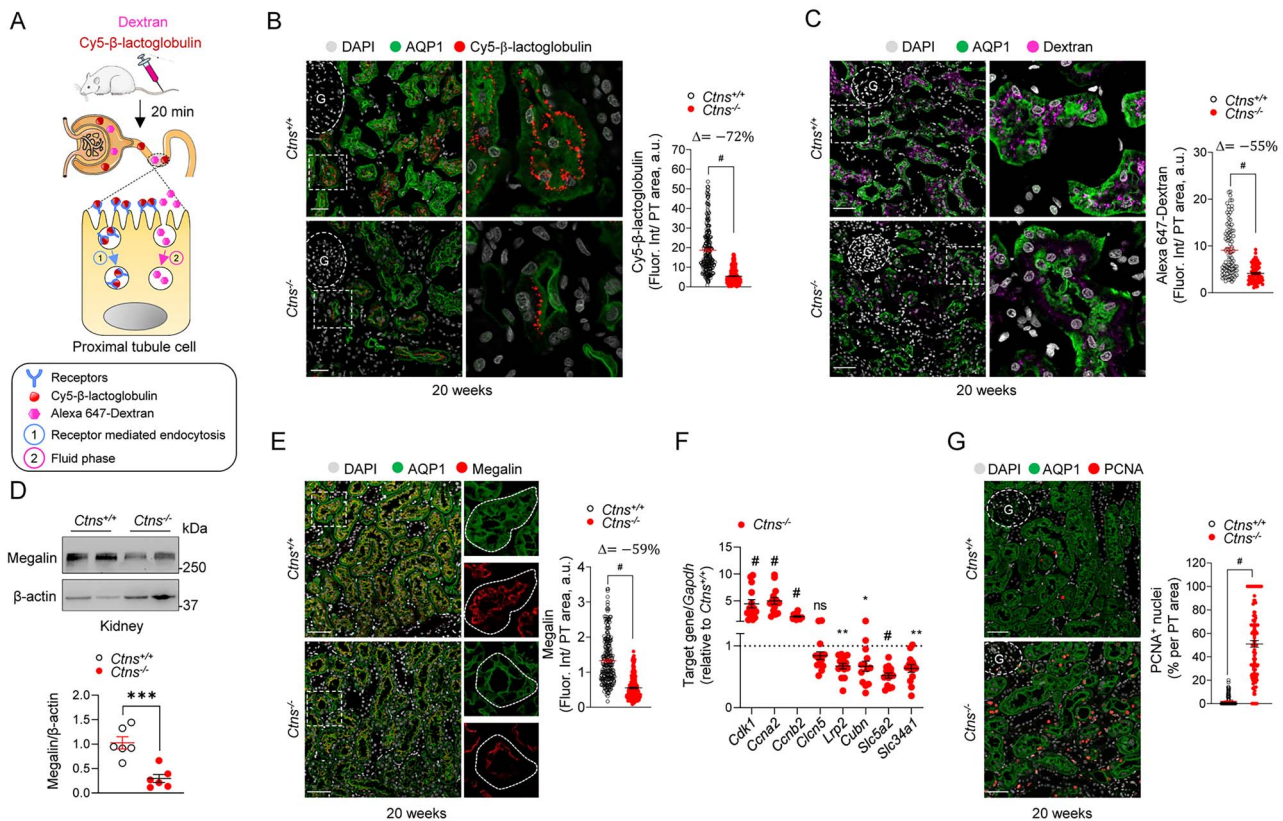 A
Dextran
Cy5-β-lactoglobulin
20 min
1
2
Proximal tubule cell
Receptors
Cy5-β-lactoglobulin
Alexa 647-Dextran
1 Receptor mediated endocytosis
2 Fluid phase
B
DAPI AQP1 Cy5-β-lactoglobulin
Ctns+/+
G
Ctns-/-
G
20 weeks
Ctns+/+
Ctns-/-
Δ= −72%
#
Cy5-β-lactoglobulin
(Fluor. Int/ PT area, a.u.)
70
60
50
40
30
20
10
0
C
DAPI AQP1 Dextran
Ctns+/+
G
Ctns-/-
G
20 weeks
Ctns+/+
Ctns-/-
Δ= −55%
#
Alexa 647-Dextran
(Fluor. Int/ PT area, a.u.)
30
20
10
0
D
Ctns+/+ Ctns-/- kDa
Megalin
-250
β-actin
-37
Kidney
Ctns+/+
Ctns-/-
***
Megalin/β-actin
2.0
1.5
1.0
0.5
0.0
E
DAPI AQP1 Megalin
Ctns+/+
Ctns-/-
20 weeks
Ctns+/+
Ctns-/-
Δ= −59%
#
Megalin
(Fluor. Int/ PT area, a.u.)
4
3
2
1
0
F
Ctns-/-
Target gene/Gapdh
(relative to Ctns+/+)
15
10
5
1
0
# # # ns ** * # **
Cdk1 Ccna2 Ccnb2 Clcn5 Lrp2 Cubn Slc5a2 Slc34a1
G
DAPI AQP1 PCNA
Ctns+/+
G
Ctns-/-
G
20 weeks
Ctns+/+
Ctns-/-
#
PCNA+ nuclei
(% per PT area)
120
100
80
60
40
20
0